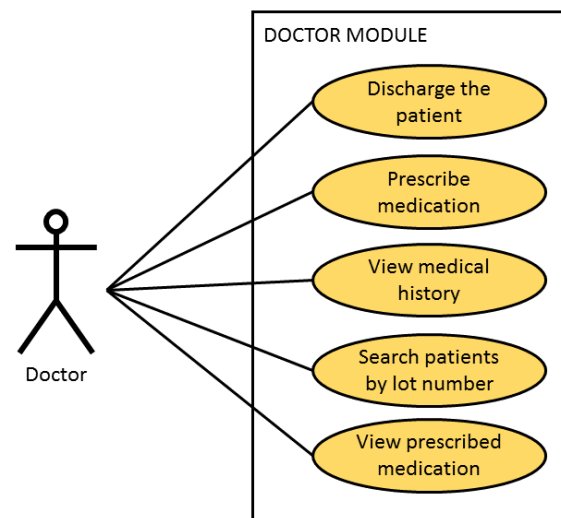 DOCTOR MODULE
Discharge the
patient
Prescribe
medication
View medical
history
Search patients
by lot number
View prescribed
medication
Doctor